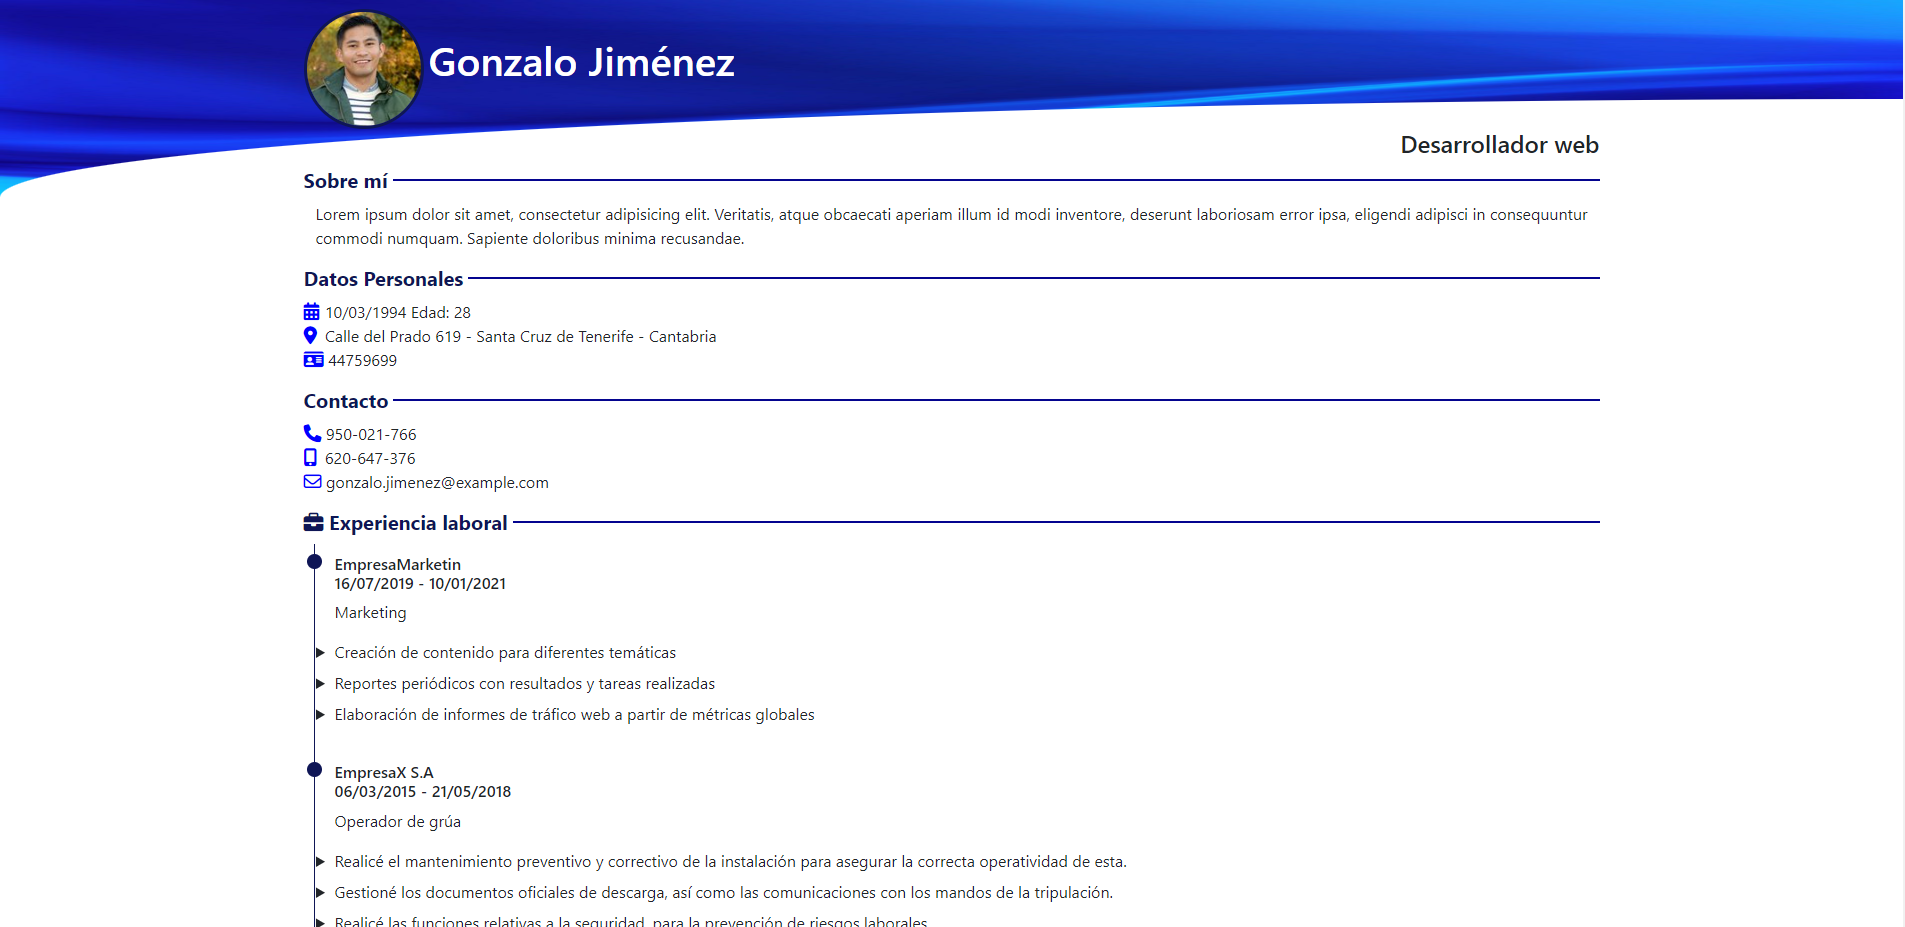 Gonzalo Jiménez
Desarrollador web
Sobre mí
Lorem ipsum dolor sit amet, consectetur adipisicing elit. Veritatis, atque obcaecati aperiam illum id modi inventore, deserunt laboriosam error ipsa, eligendi adipisci in consequuntur
commodi numquam. Sapiente doloribus minima recusandae.
Datos Personales
10/03/1994 Edad: 28
Calle del Prado 619 - Santa Cruz de Tenerife - Cantabria
44759699
Contacto
950-021-766
620-647-376
gonzalo.jimenez@example.com
Experiencia laboral
EmpresaMarketin
16/07/2019 - 10/01/2021
Marketing
Creación de contenido para diferentes temáticas
Reportes periódicos con resultados y tareas realizadas
Elaboración de informes de tráfico web a partir de métricas globales
EmpresaX S.A
06/03/2015 - 21/05/2018
Operador de grúa
Realicé el mantenimiento preventivo y correctivo de la instalación para asegurar la correcta operatividad de esta.
Gestioné los documentos oficiales de descarga, así como las comunicaciones con los mandos de la tripulación.
Realicé las funciones relativas a la seguridad, para la prevención de riesgos laborales